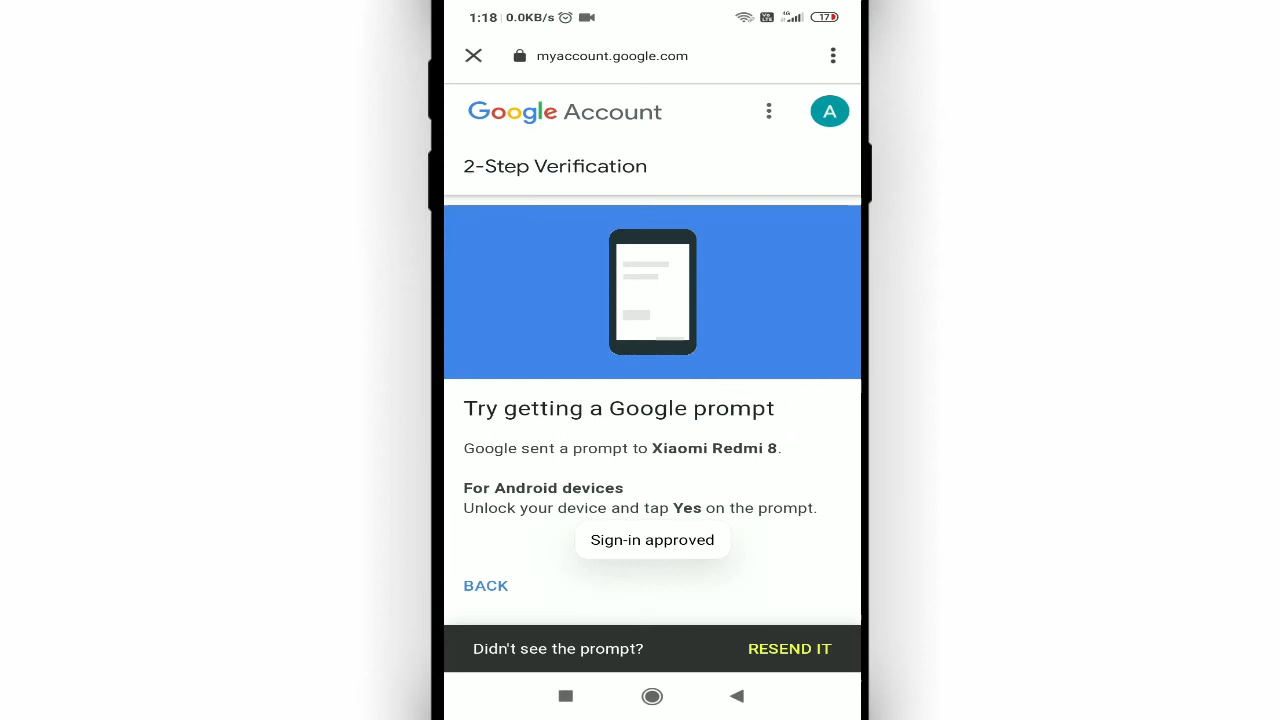 1:18 0.0KB/s 4G 17
myaccount.google.com
Google Account A
2-Step Verification
Try getting a Google prompt
Google sent a prompt to Xiaomi Redmi 8.
For Android devices
Unlock your device and tap Yes on the prompt.
Sign-in approved
BACK
Didn't see the prompt? RESEND IT